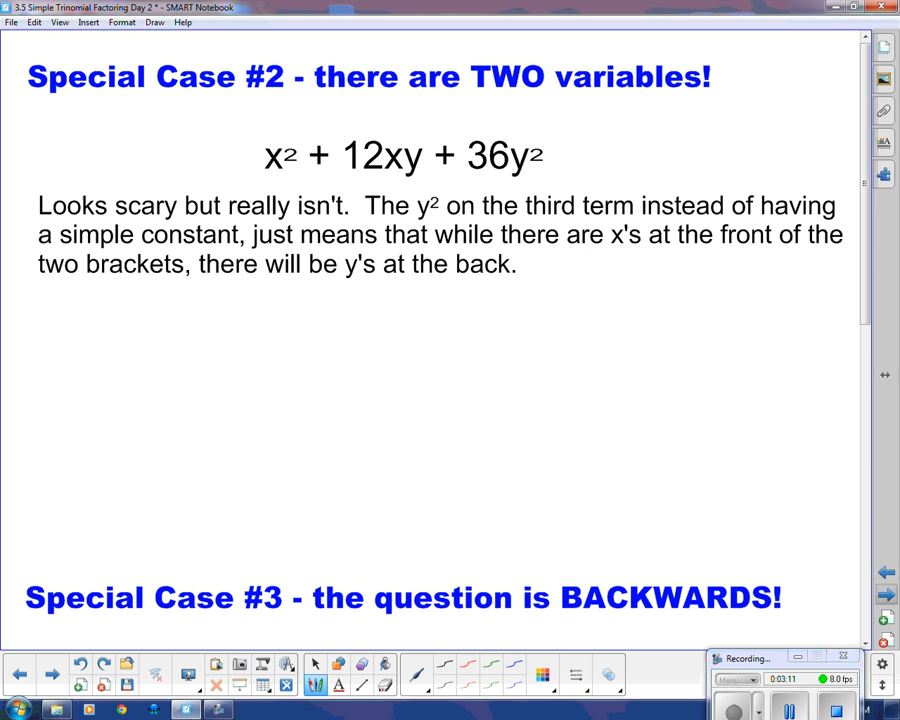 3.5 Simple Trinomial Factoring Day 2 * - SMART Notebook
File Edit View Insert Format Draw Help
Special Case #2 - there are TWO variables!
x² + 12xy + 36y²
Looks scary but really isn't. The y² on the third term instead of having
a simple constant, just means that while there are x's at the front of the
two brackets, there will be y's at the back.
Special Case #3 - the question is BACKWARDS!
Recording...
Menu
0:03:11
8.0 fps